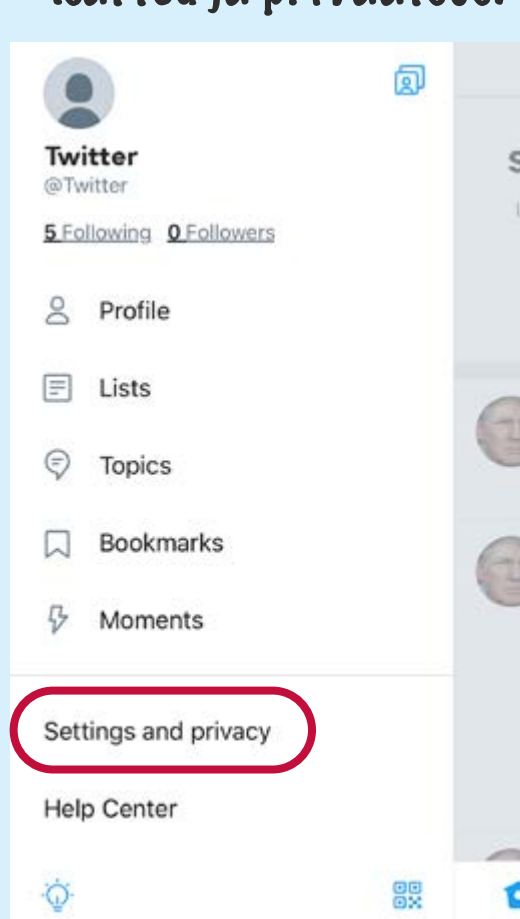 Twitter
@Twitter
5 Following 0 Followers
Profile
Lists
Topics
Bookmarks
Moments
Settings and privacy
Help Center